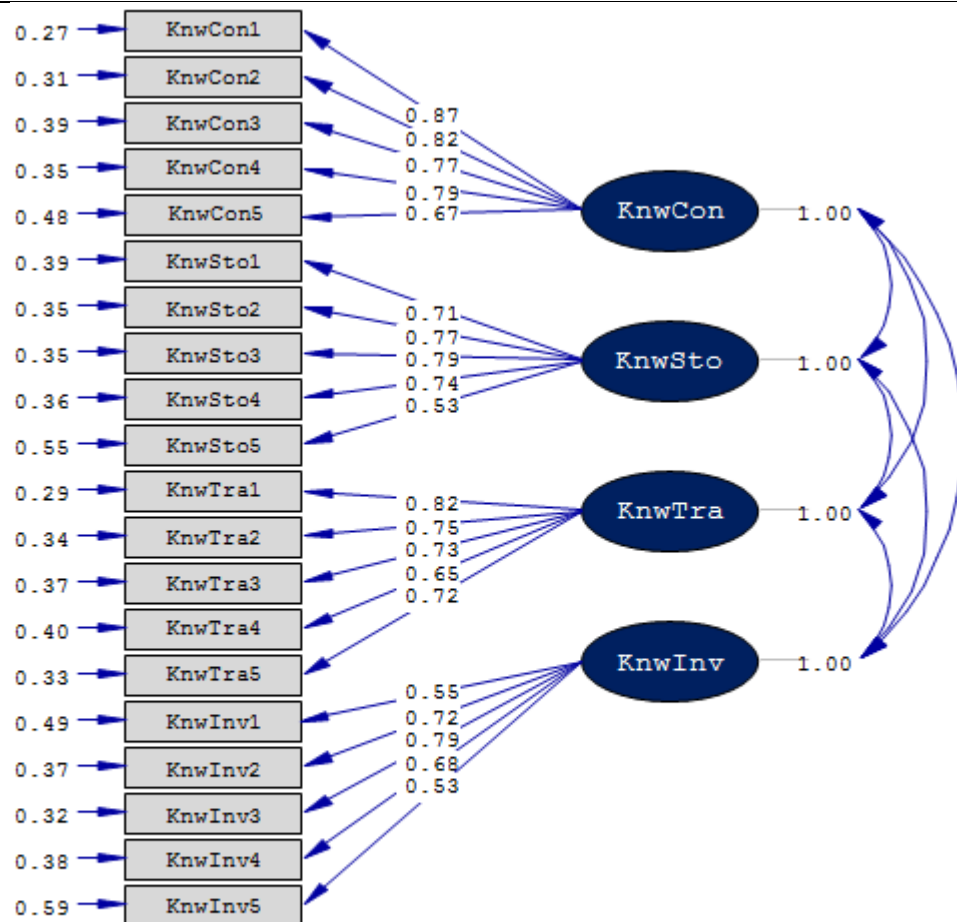 0.27 KnwCon1
0.31 KnwCon2
0.39 KnwCon3
0.35 KnwCon4
0.48 KnwCon5
0.39 KnwSto1
0.35 KnwSto2
0.35 KnwSto3
0.36 KnwSto4
0.55 KnwSto5
0.29 KnwTra1
0.34 KnwTra2
0.37 KnwTra3
0.40 KnwTra4
0.33 KnwTra5
0.49 KnwInv1
0.37 KnwInv2
0.32 KnwInv3
0.38 KnwInv4
0.59 KnwInv5
0.87
0.82
0.77
0.79
0.67
0.71
0.77
0.79
0.74
0.53
0.82
0.75
0.73
0.65
0.72
0.55
0.72
0.79
0.68
0.53
KnwCon 1.00
KnwSto 1.00
KnwTra 1.00
KnwInv 1.00